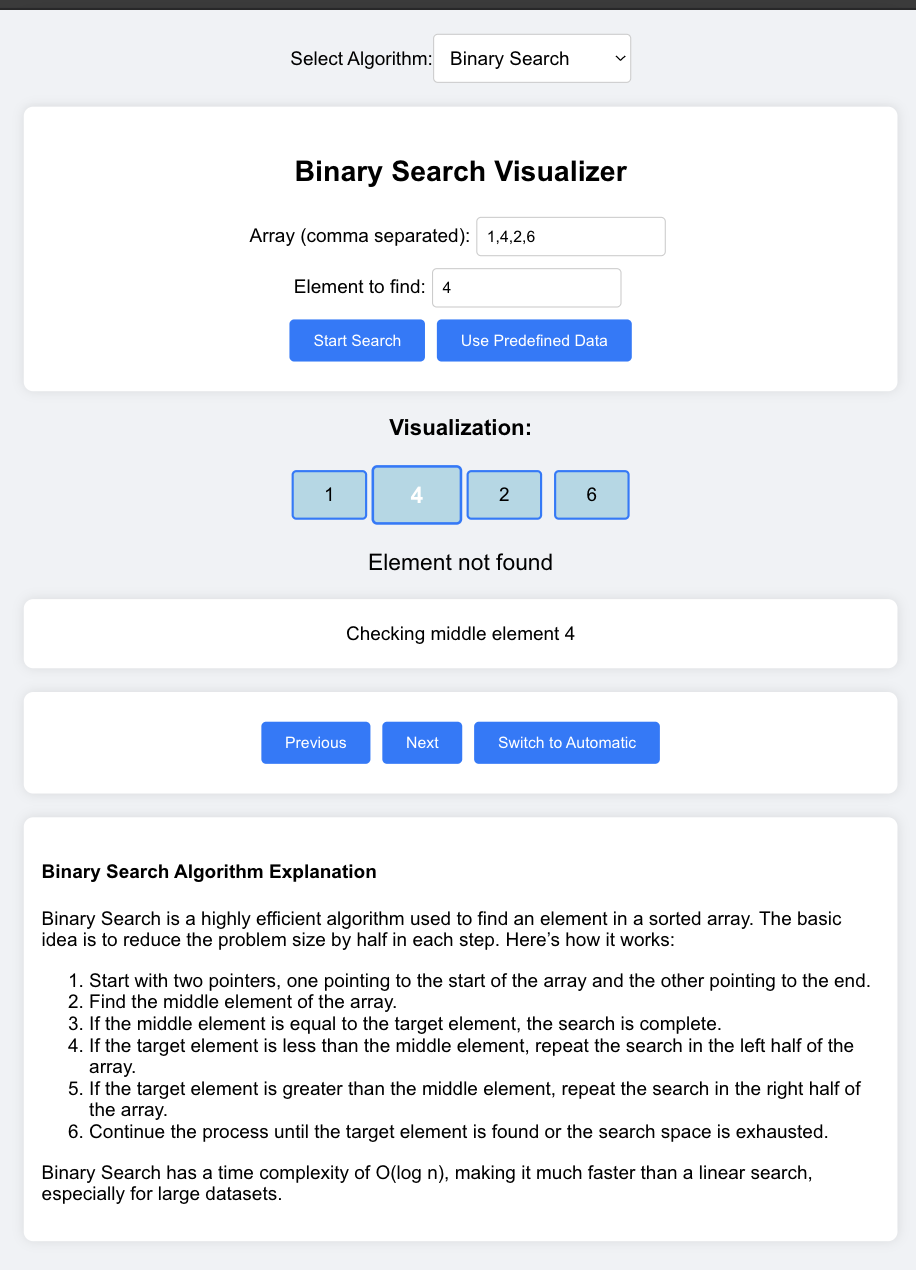 Select Algorithm: Binary Search
Binary Search Visualizer
Array (comma separated): 1,4,2,6
Element to find: 4
Start Search Use Predefined Data
Visualization:
1 4 2 6
Element not found
Checking middle element 4
Previous Next Switch to Automatic
Binary Search Algorithm Explanation
Binary Search is a highly efficient algorithm used to find an element in a sorted array. The basic
idea is to reduce the problem size by half in each step. Here’s how it works:
1. Start with two pointers, one pointing to the start of the array and the other pointing to the end.
2. Find the middle element of the array.
3. If the middle element is equal to the target element, the search is complete.
4. If the target element is less than the middle element, repeat the search in the left half of the
array.
5. If the target element is greater than the middle element, repeat the search in the right half of
the array.
6. Continue the process until the target element is found or the search space is exhausted.
Binary Search has a time complexity of O(log n), making it much faster than a linear search,
especially for large datasets.